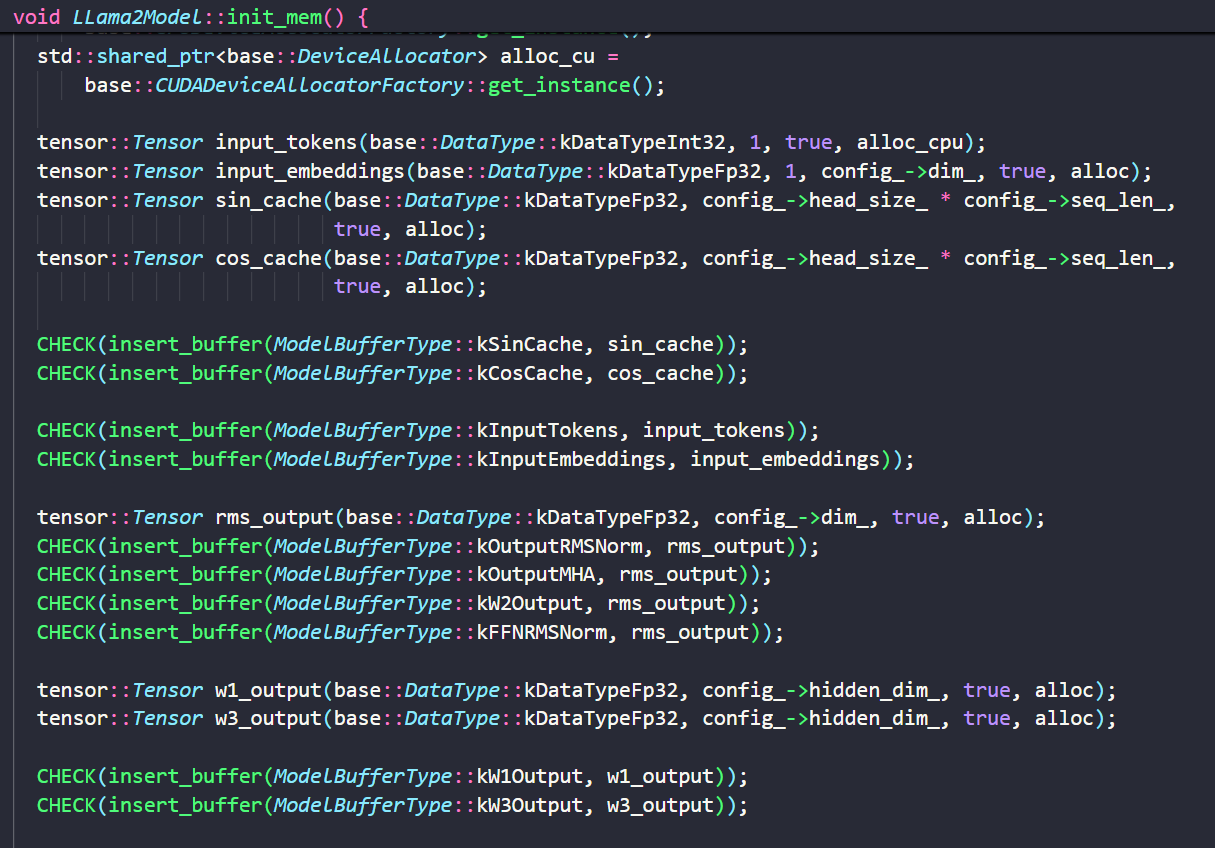 void LLama2Model::init_mem() {
std::shared_ptr<base::DeviceAllocator> alloc_cu =
base::CUDADeviceAllocatorFactory::get_instance();
tensor::Tensor input_tokens(base::DataType::kDataTypeInt32, 1, true, alloc_cpu);
tensor::Tensor input_embeddings(base::DataType::kDataTypeFp32, 1, config_->dim_, true, alloc);
tensor::Tensor sin_cache(base::DataType::kDataTypeFp32, config_->head_size_ * config_->seq_len_,
true, alloc);
tensor::Tensor cos_cache(base::DataType::kDataTypeFp32, config_->head_size_ * config_->seq_len_,
true, alloc);
CHECK(insert_buffer(ModelBufferType::kSinCache, sin_cache));
CHECK(insert_buffer(ModelBufferType::kCosCache, cos_cache));
CHECK(insert_buffer(ModelBufferType::kInputTokens, input_tokens));
CHECK(insert_buffer(ModelBufferType::kInputEmbeddings, input_embeddings));
tensor::Tensor rms_output(base::DataType::kDataTypeFp32, config_->dim_, true, alloc);
CHECK(insert_buffer(ModelBufferType::kOutputRMSNorm, rms_output));
CHECK(insert_buffer(ModelBufferType::kOutputMHA, rms_output));
CHECK(insert_buffer(ModelBufferType::kW2Output, rms_output));
CHECK(insert_buffer(ModelBufferType::kFFNRMSNorm, rms_output));
tensor::Tensor w1_output(base::DataType::kDataTypeFp32, config_->hidden_dim_, true, alloc);
tensor::Tensor w3_output(base::DataType::kDataTypeFp32, config_->hidden_dim_, true, alloc);
CHECK(insert_buffer(ModelBufferType::kW1Output, w1_output));
CHECK(insert_buffer(ModelBufferType::kW3Output, w3_output));